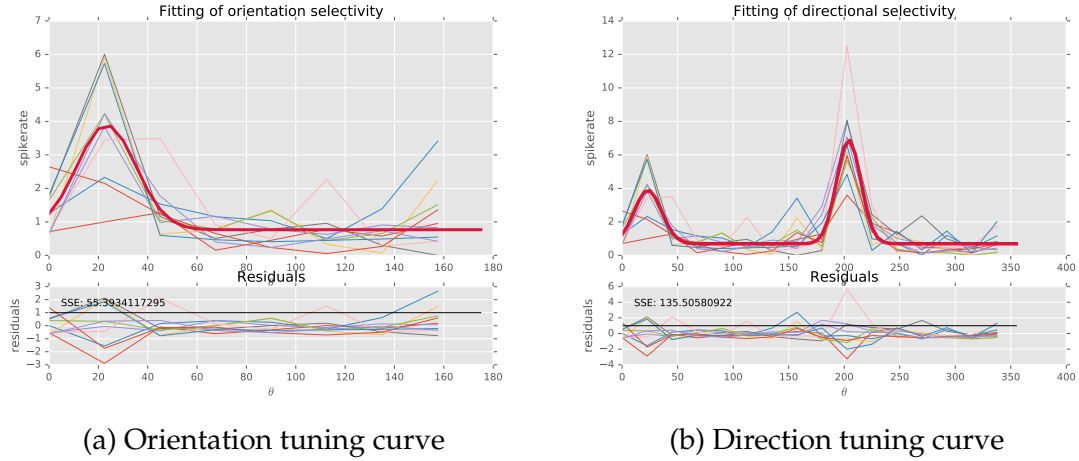 Fitting of orientation selectivity
7
6
5
4
3
2
1
0
spikerate
0 20 40 60 80 100 120 140 160 180
θ
Residuals
SSE: 55.3934117295
3
2
1
0
−1
−2
−3
residuals
0 20 40 60 80 100 120 140 160 180
θ
(a) Orientation tuning curve
Fitting of directional selectivity
14
12
10
8
6
4
2
0
spikerate
0 50 100 150 200 250 300 350 400
θ
Residuals
SSE: 135.50580922
6
4
2
0
−2
−4
residuals
0 50 100 150 200 250 300 350 400
θ
(b) Direction tuning curve